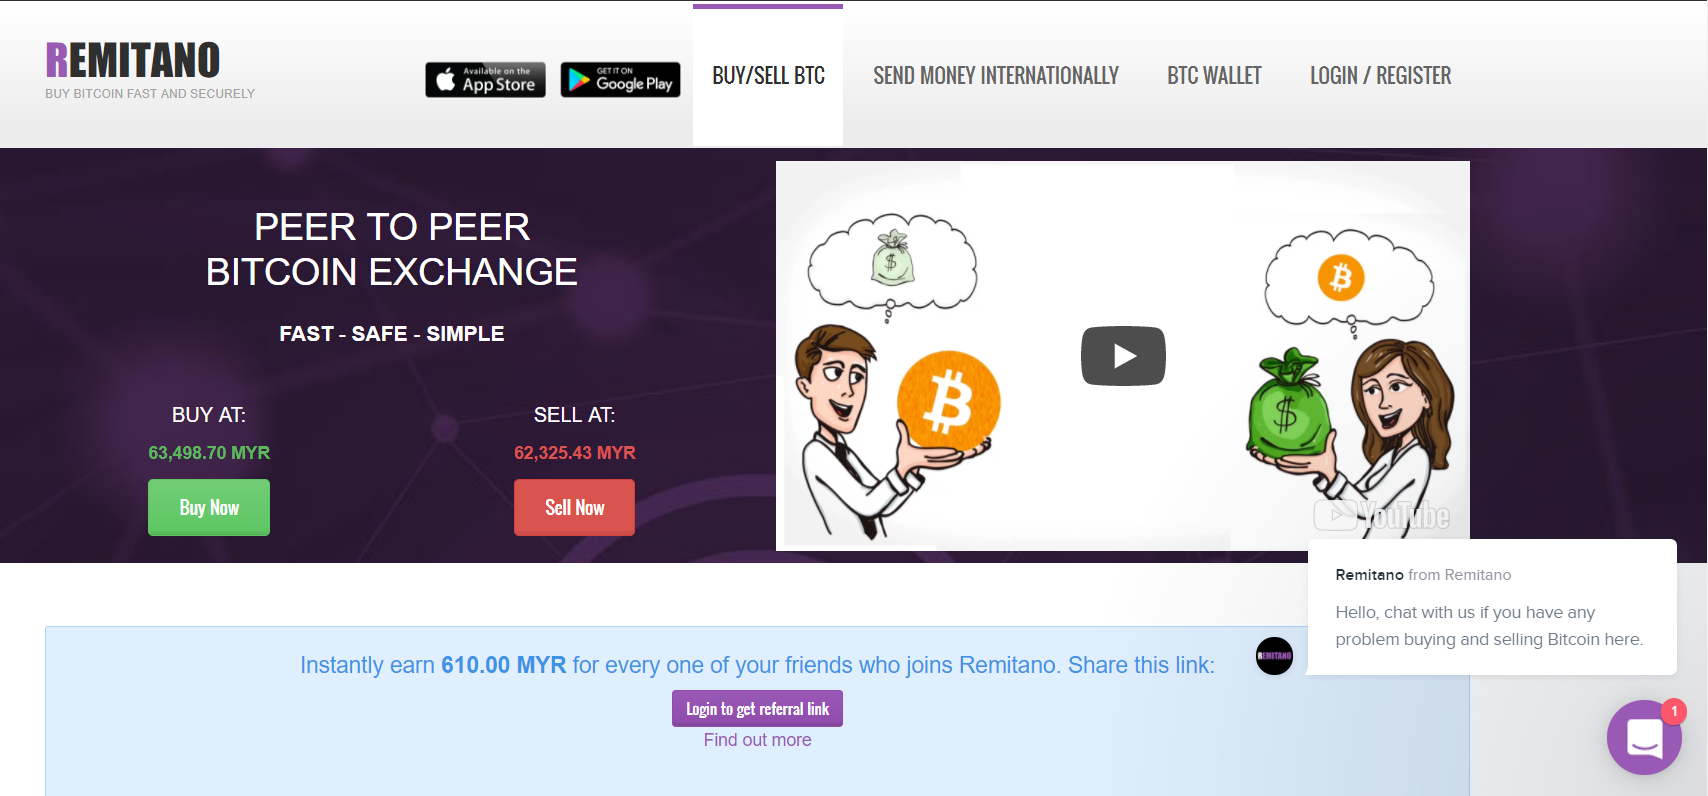 REMITANO
BUY BITCOIN FAST AND SECURELY
Available on the
App Store
GET IT ON
Google Play
BUY/SELL BTC
SEND MONEY INTERNATIONALLY
BTC WALLET
LOGIN / REGISTER
PEER TO PEER
BITCOIN EXCHANGE
FAST - SAFE - SIMPLE
BUY AT:
63,498.70 MYR
Buy Now
SELL AT:
62,325.43 MYR
Sell Now
$
$
YouTube
Remitano from Remitano
Hello, chat with us if you have any
problem buying and selling Bitcoin here.
REMITANO
1
Instantly earn 610.00 MYR for every one of your friends who joins Remitano. Share this link:
Login to get referral link
Find out more